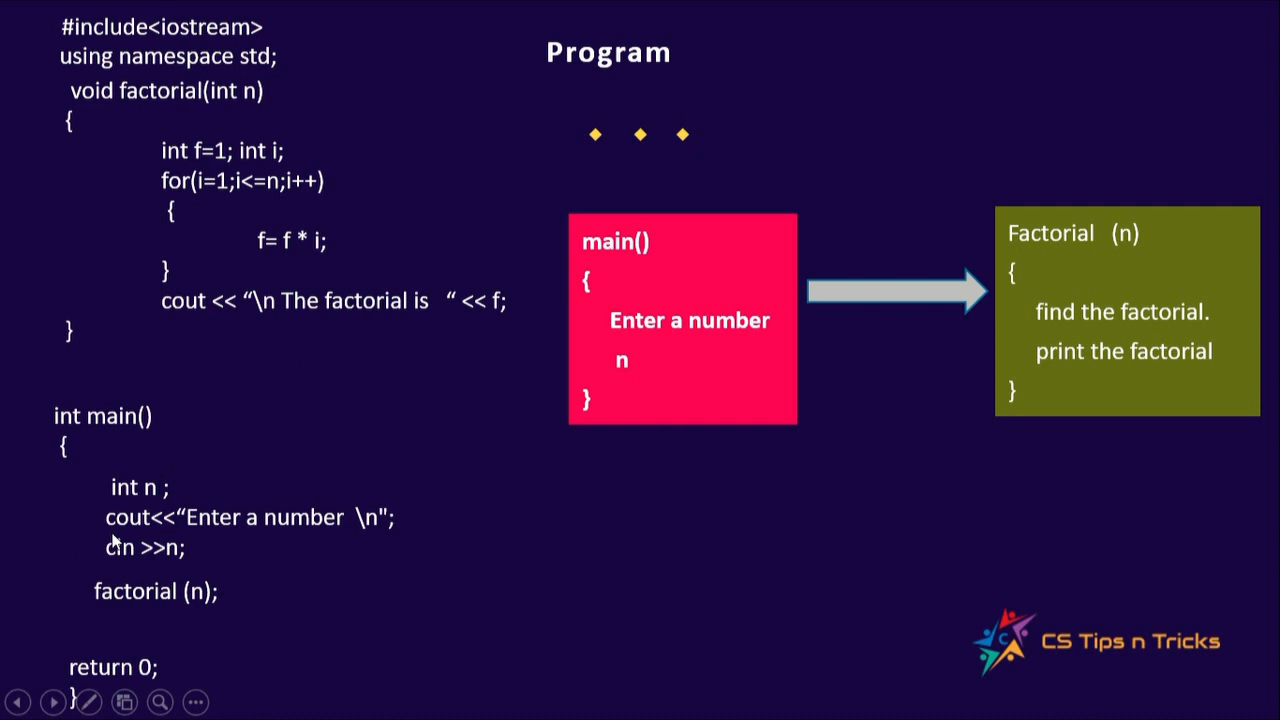 #include<iostream>
using namespace std;
void factorial(int n)
{
int f=1; int i;
for(i=1;i<=n;i++)
{
f= f * i;
}
cout << “\n The factorial is “ << f;
}
int main()
{
int n ;
cout<<“Enter a number \n";
cin >>n;
factorial (n);
return 0;
}
Program
main()
{
Enter a number
n
}
Factorial (n)
{
find the factorial.
print the factorial
}
C
CS Tips n Tricks